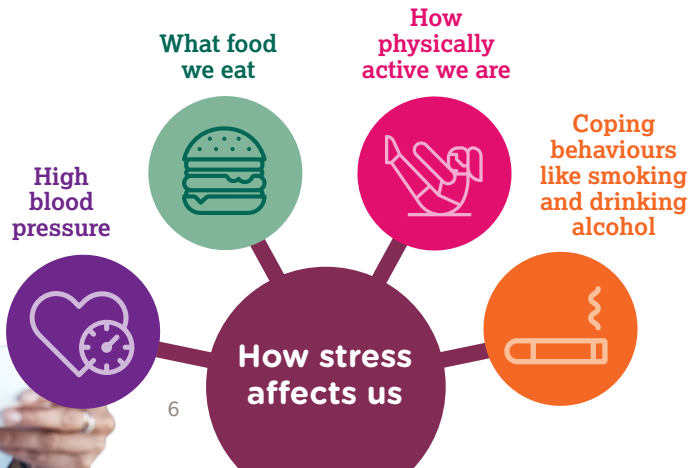 How
physically
active we are
What food
we eat
Coping
behaviours
like smoking
and drinking
alcohol
High
blood
pressure
How stress
affects us
6